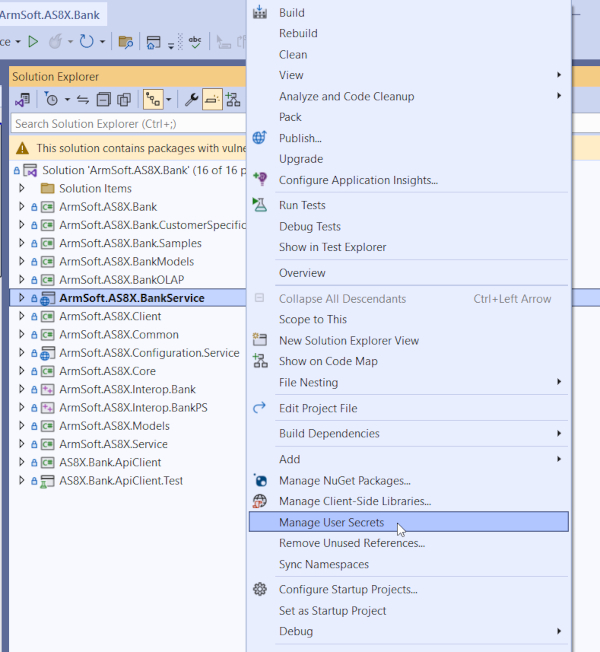 ArmSoft.AS8X.Bank
Solution Explorer
Search Solution Explorer (Ctrl+;)
This solution contains packages with vulne
Solution 'ArmSoft.AS8X.Bank' (16 of 16 p
Solution Items
ArmSoft.AS8X.Bank
ArmSoft.AS8X.Bank.CustomerSpecific
ArmSoft.AS8X.Bank.Samples
ArmSoft.AS8X.BankModels
ArmSoft.AS8X.BankOLAP
ArmSoft.AS8X.BankService
ArmSoft.AS8X.Client
ArmSoft.AS8X.Common
ArmSoft.AS8X.Configuration.Service
ArmSoft.AS8X.Core
ArmSoft.AS8X.Interop.Bank
ArmSoft.AS8X.Interop.BankPS
ArmSoft.AS8X.Models
ArmSoft.AS8X.Service
AS8X.Bank.ApiClient
AS8X.Bank.ApiClient.Test
Build
Rebuild
Clean
View
Analyze and Code Cleanup
Pack
Publish...
Upgrade
Configure Application Insights...
Run Tests
Debug Tests
Show in Test Explorer
Overview
Collapse All Descendants Ctrl+Left Arrow
Scope to This
New Solution Explorer View
Show on Code Map
File Nesting
Edit Project File
Build Dependencies
Add
Manage NuGet Packages...
Manage Client-Side Libraries...
Manage User Secrets
Remove Unused References...
Sync Namespaces
Configure Startup Projects...
Set as Startup Project
Debug